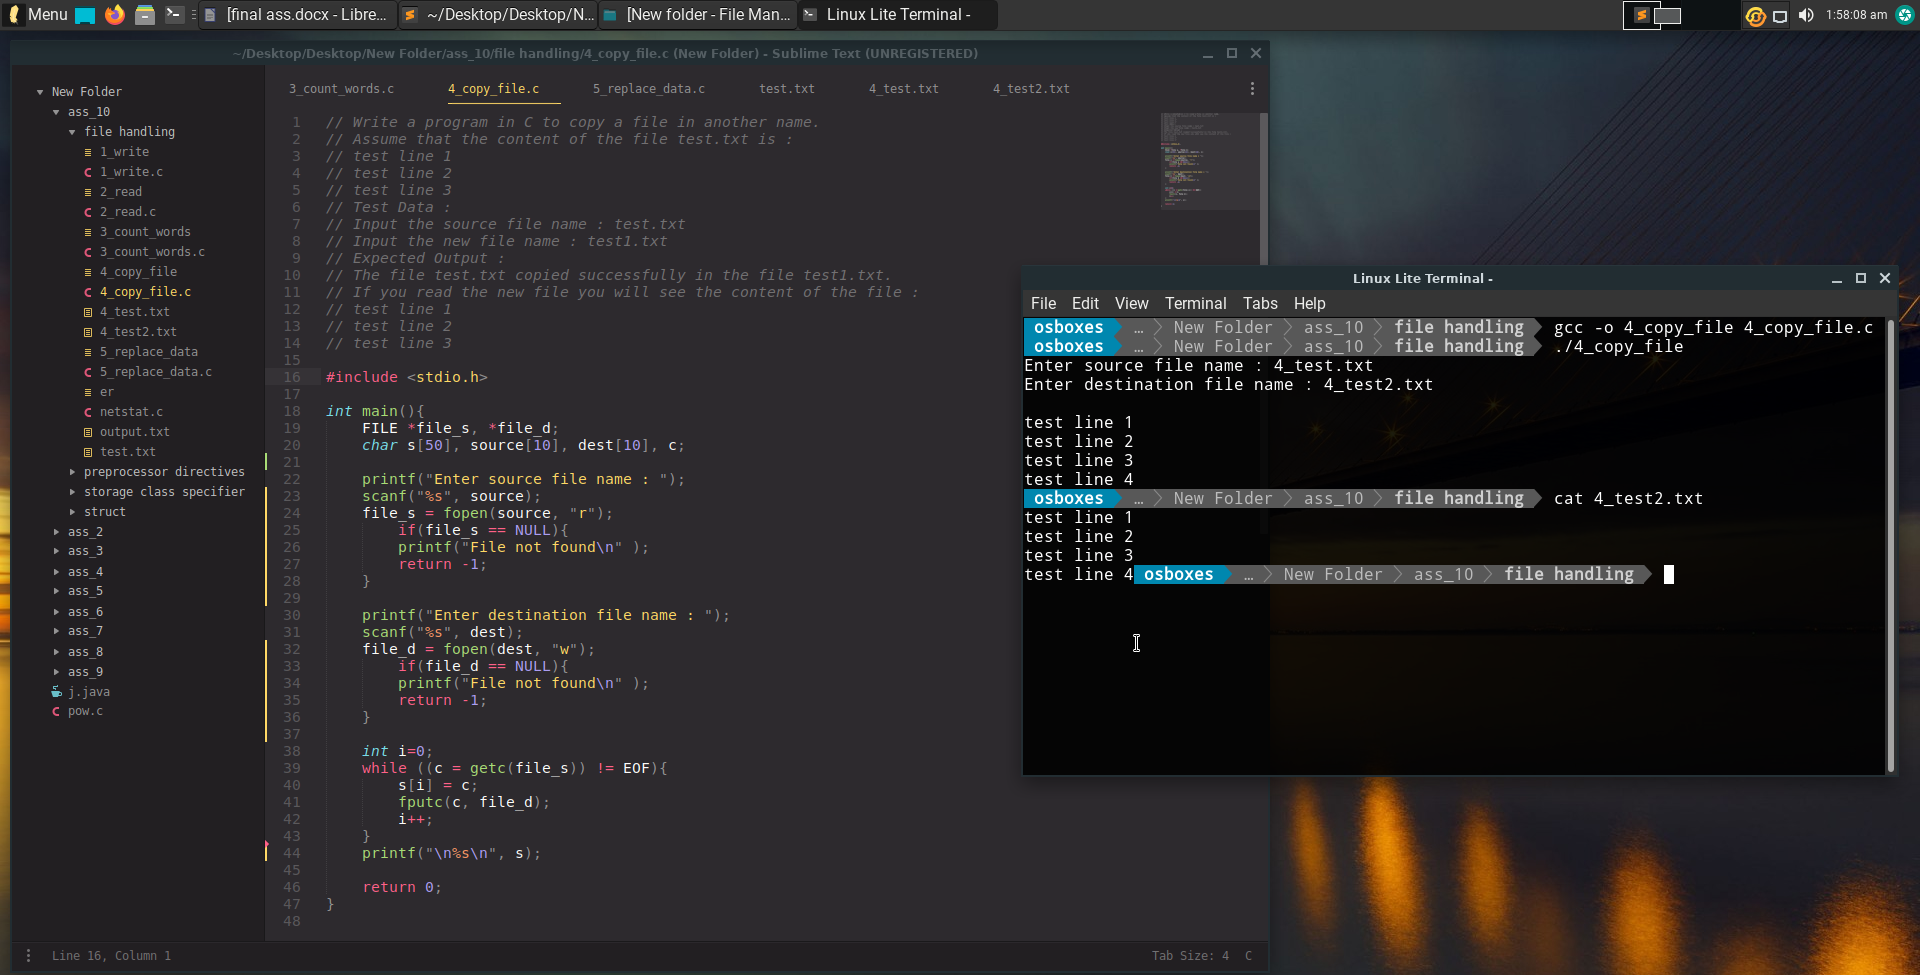 Menu
[final ass.docx - Libre...
~/Desktop/Desktop/N...
[New folder - File Man...
Linux Lite Terminal -
1:58:08 am
~/Desktop/Desktop/New Folder/ass_10/file handling/4_copy_file.c (New Folder) - Sublime Text (UNREGISTERED)
New Folder
ass_10
file handling
1_write
1_write.c
2_read
2_read.c
3_count_words
3_count_words.c
4_copy_file
4_copy_file.c
4_test.txt
4_test2.txt
5_replace_data
5_replace_data.c
er
netstat.c
output.txt
test.txt
preprocessor directives
storage class specifier
struct
ass_2
ass_3
ass_4
ass_5
ass_6
ass_7
ass_8
ass_9
j.java
pow.c
3_count_words.c 4_copy_file.c 5_replace_data.c test.txt 4_test.txt 4_test2.txt
1 // Write a program in C to copy a file in another name.
2 // Assume that the content of the file test.txt is :
3 // test line 1
4 // test line 2
5 // test line 3
6 // Test Data :
7 // Input the source file name : test.txt
8 // Input the new file name : test1.txt
9 // Expected Output :
10 // The file test.txt copied successfully in the file test1.txt.
11 // If you read the new file you will see the content of the file :
12 // test line 1
13 // test line 2
14 // test line 3
15
16 #include <stdio.h>
17
18 int main(){
19     FILE *file_s, *file_d;
20     char s[50], source[10], dest[10], c;
21
22     printf("Enter source file name : ");
23     scanf("%s", source);
24     file_s = fopen(source, "r");
25         if(file_s == NULL){
26         printf("File not found\n" );
27         return -1;
28     }
29
30     printf("Enter destination file name : ");
31     scanf("%s", dest);
32     file_d = fopen(dest, "w");
33         if(file_d == NULL){
34         printf("File not found\n" );
35         return -1;
36     }
37
38     int i=0;
39     while ((c = getc(file_s)) != EOF){
40         s[i] = c;
41         fputc(c, file_d);
42         i++;
43     }
44     printf("\n%s\n", s);
45
46     return 0;
47 }
48
Line 16, Column 1
Tab Size: 4 C
Linux Lite Terminal -
File Edit View Terminal Tabs Help
osboxes … New Folder ass_10 file handling gcc -o 4_copy_file 4_copy_file.c
osboxes … New Folder ass_10 file handling ./4_copy_file
Enter source file name : 4_test.txt
Enter destination file name : 4_test2.txt

test line 1
test line 2
test line 3
test line 4
osboxes … New Folder ass_10 file handling cat 4_test2.txt
test line 1
test line 2
test line 3
test line 4 osboxes … New Folder ass_10 file handling